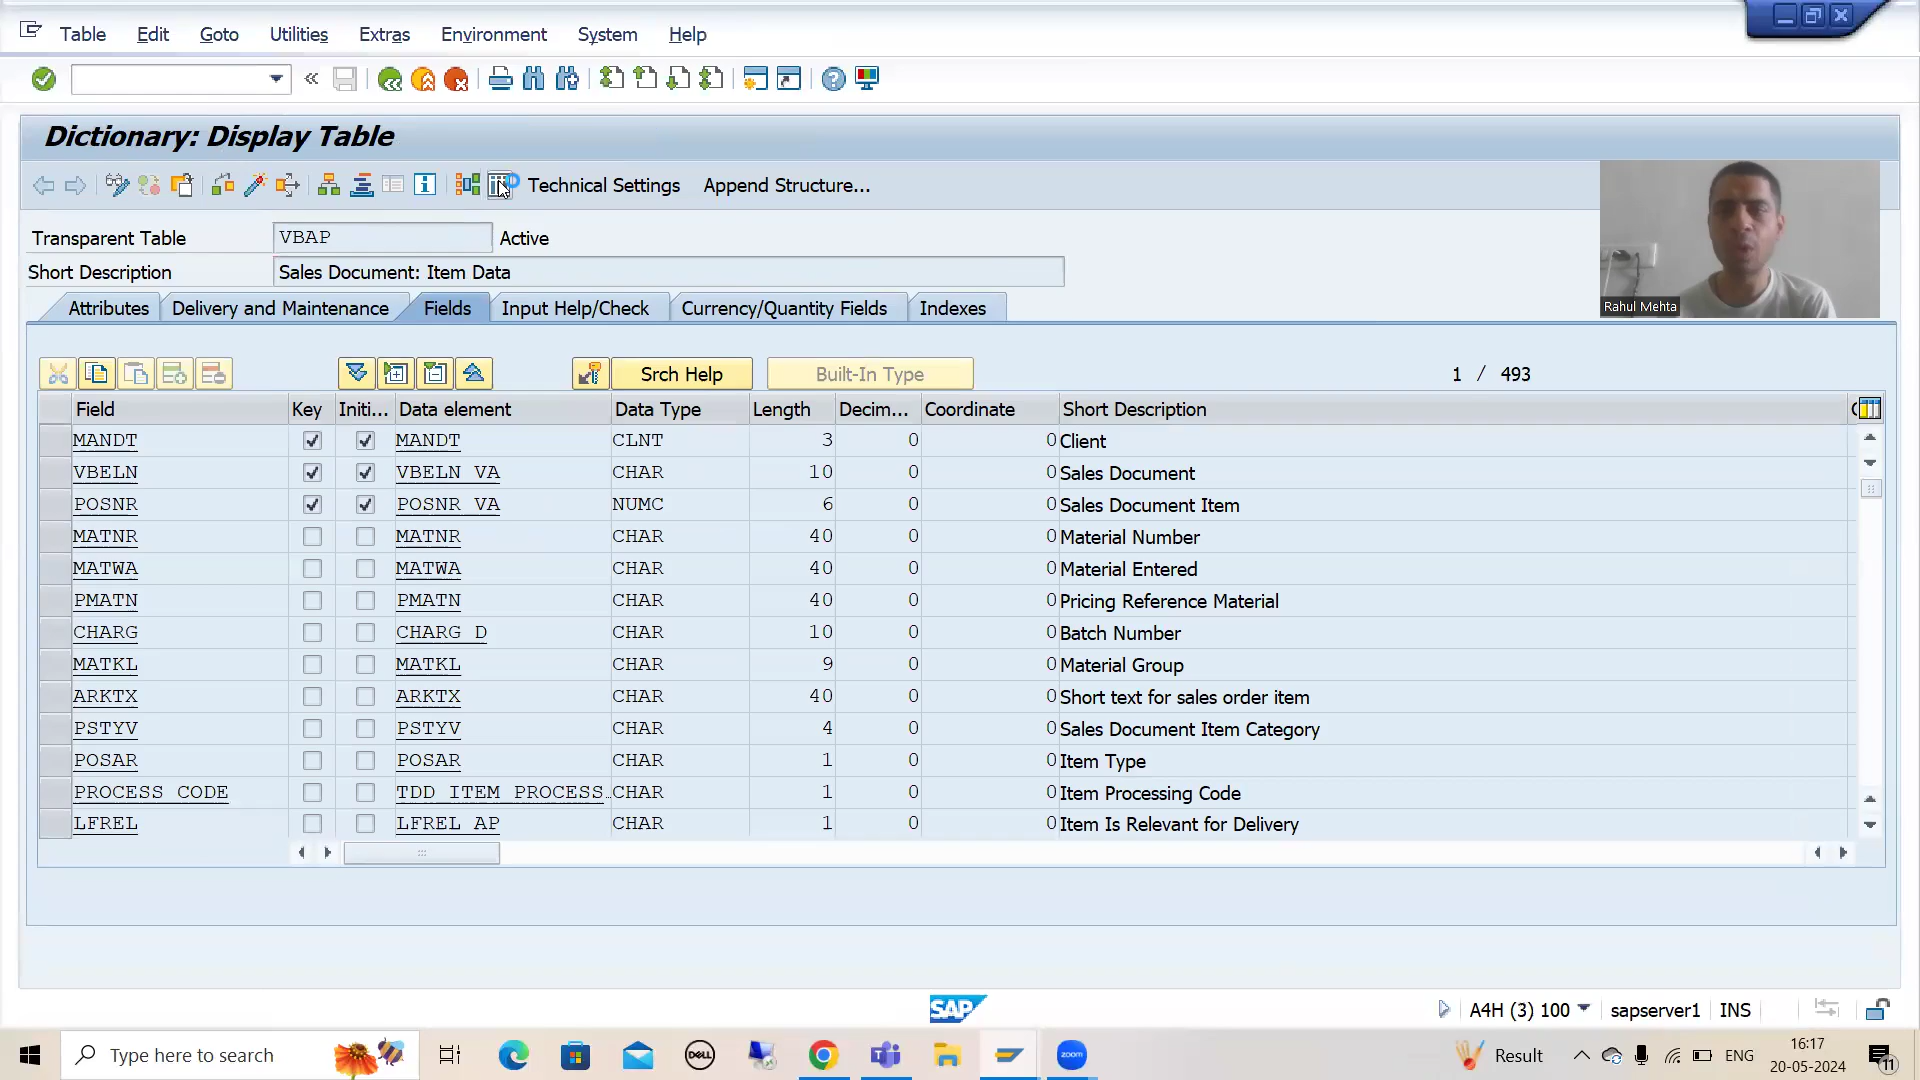 Table Edit Goto Utilities Extras Environment System Help
Dictionary: Display Table
Technical Settings Append Structure...
Transparent Table VBAP Active
Short Description Sales Document: Item Data
Rahul Mehta
Attributes Delivery and Maintenance Fields Input Help/Check Currency/Quantity Fields Indexes
Srch Help Built-In Type 1 / 493
Field Key Initi... Data element Data Type Length Decim... Coordinate Short Description
MANDT MANDT CLNT 3 0 0 Client
VBELN VBELN_VA CHAR 10 0 0 Sales Document
POSNR POSNR_VA NUMC 6 0 0 Sales Document Item
MATNR MATNR CHAR 40 0 0 Material Number
MATWA MATWA CHAR 40 0 0 Material Entered
PMATN PMATN CHAR 40 0 0 Pricing Reference Material
CHARG CHARG_D CHAR 10 0 0 Batch Number
MATKL MATKL CHAR 9 0 0 Material Group
ARKTX ARKTX CHAR 40 0 0 Short text for sales order item
PSTYV PSTYV CHAR 4 0 0 Sales Document Item Category
POSAR POSAR CHAR 1 0 0 Item Type
PROCESS_CODE TDD_ITEM_PROCESS... CHAR 1 0 0 Item Processing Code
LFREL LFREL_AP CHAR 1 0 0 Item Is Relevant for Delivery
SAP A4H (3) 100 sapserver1 INS
Type here to search DELL zoom Result ENG 16:17
20-05-2024 11